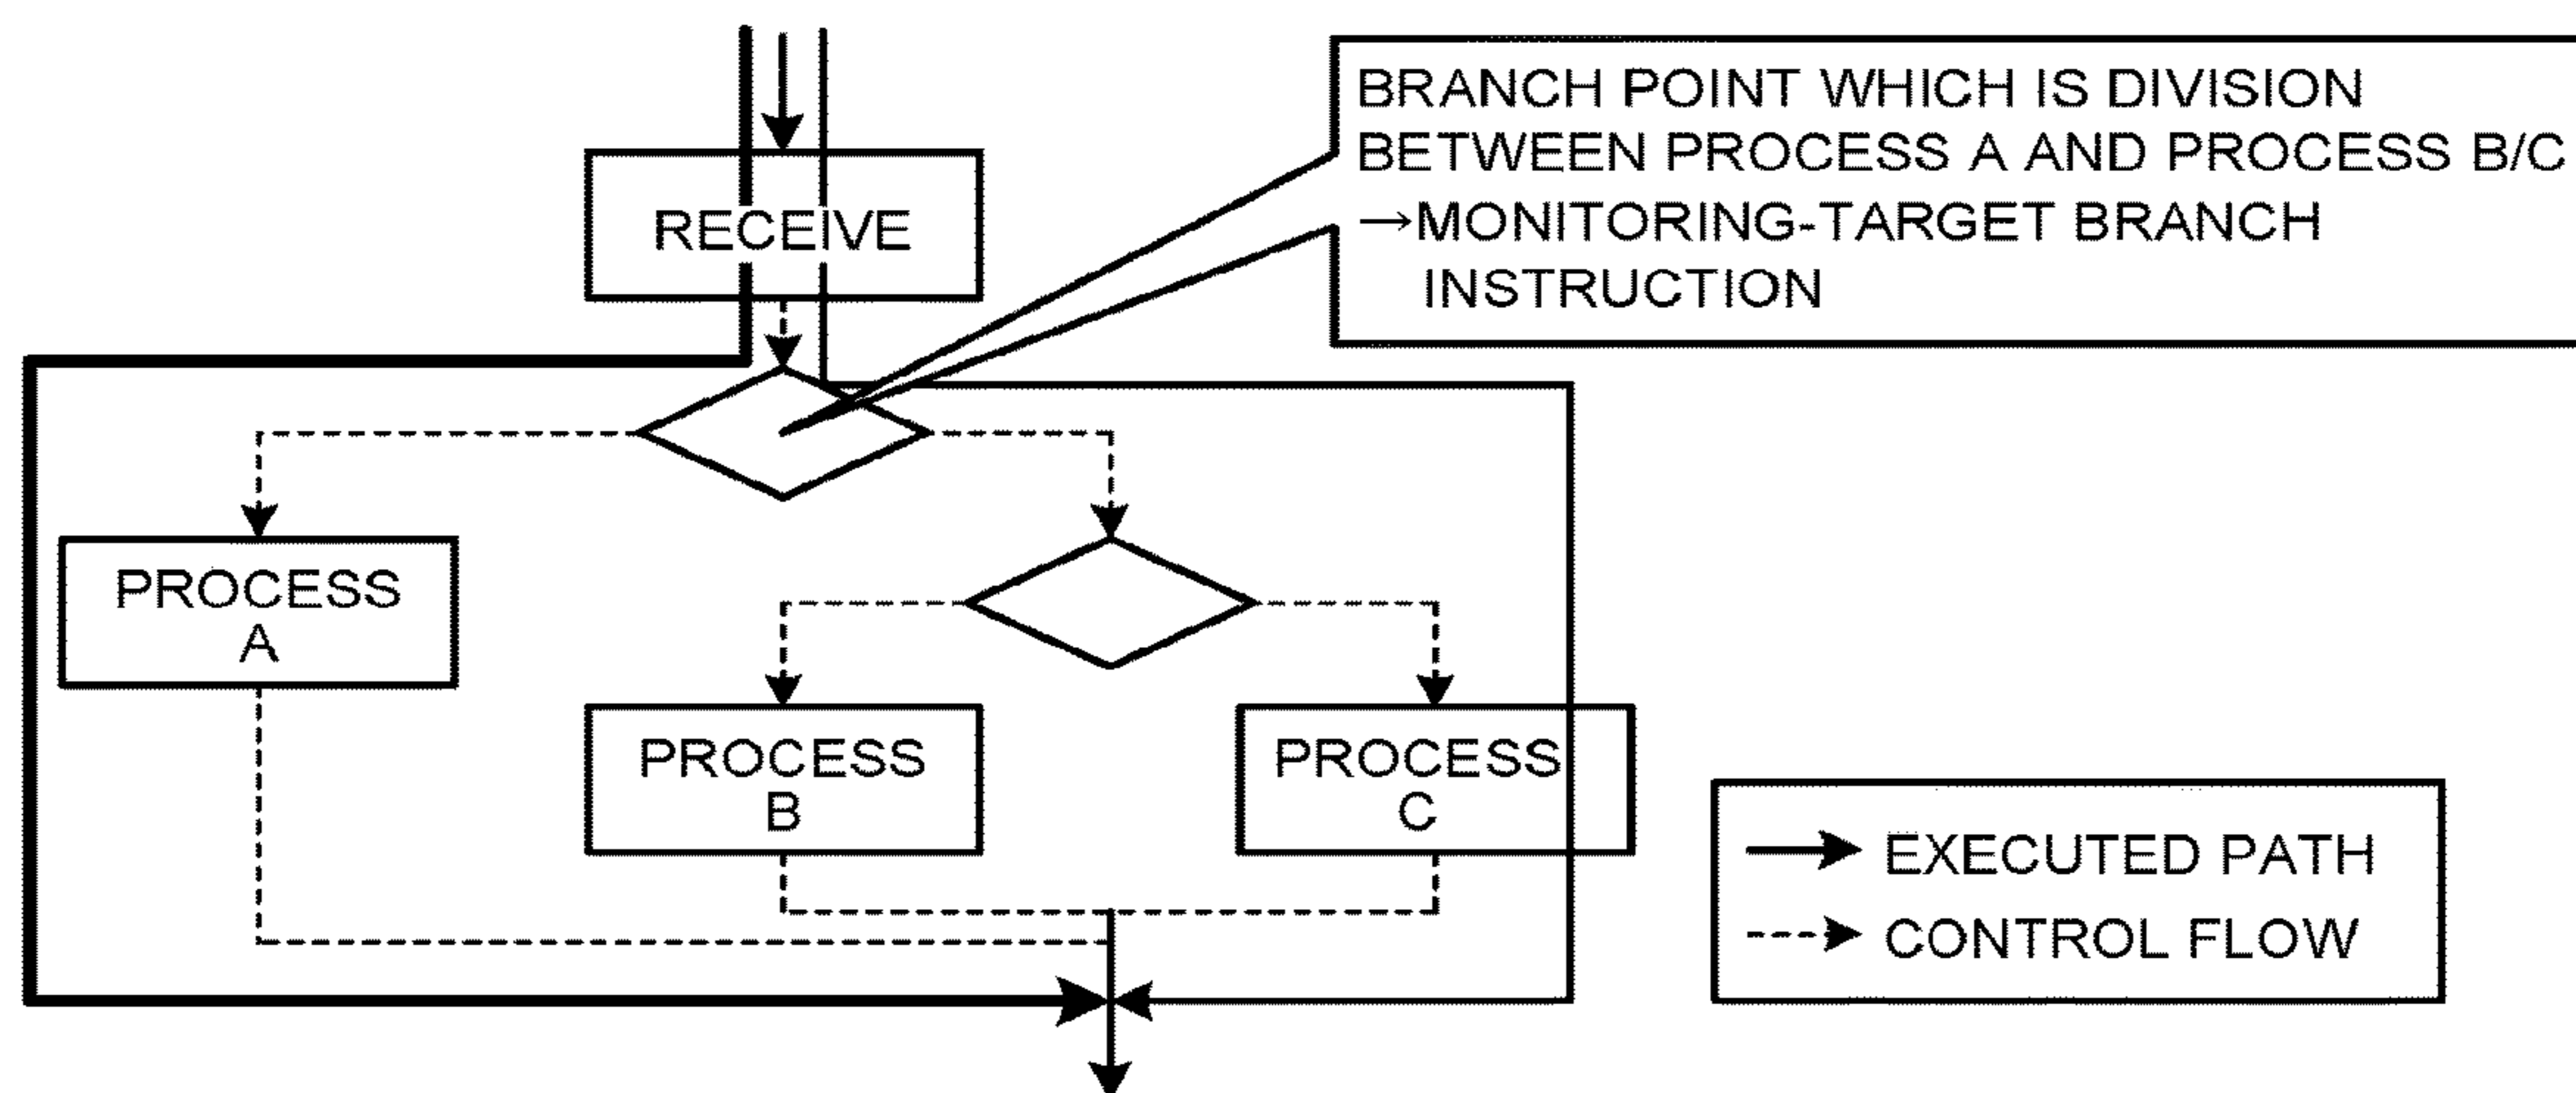 BRANCH POINT WHICH IS DIVISION
BETWEEN PROCESS A AND PROCESS B/C
→MONITORING-TARGET BRANCH
INSTRUCTION
RECEIVE
PROCESS
A
PROCESS
B
PROCESS
C
EXECUTED PATH
CONTROL FLOW